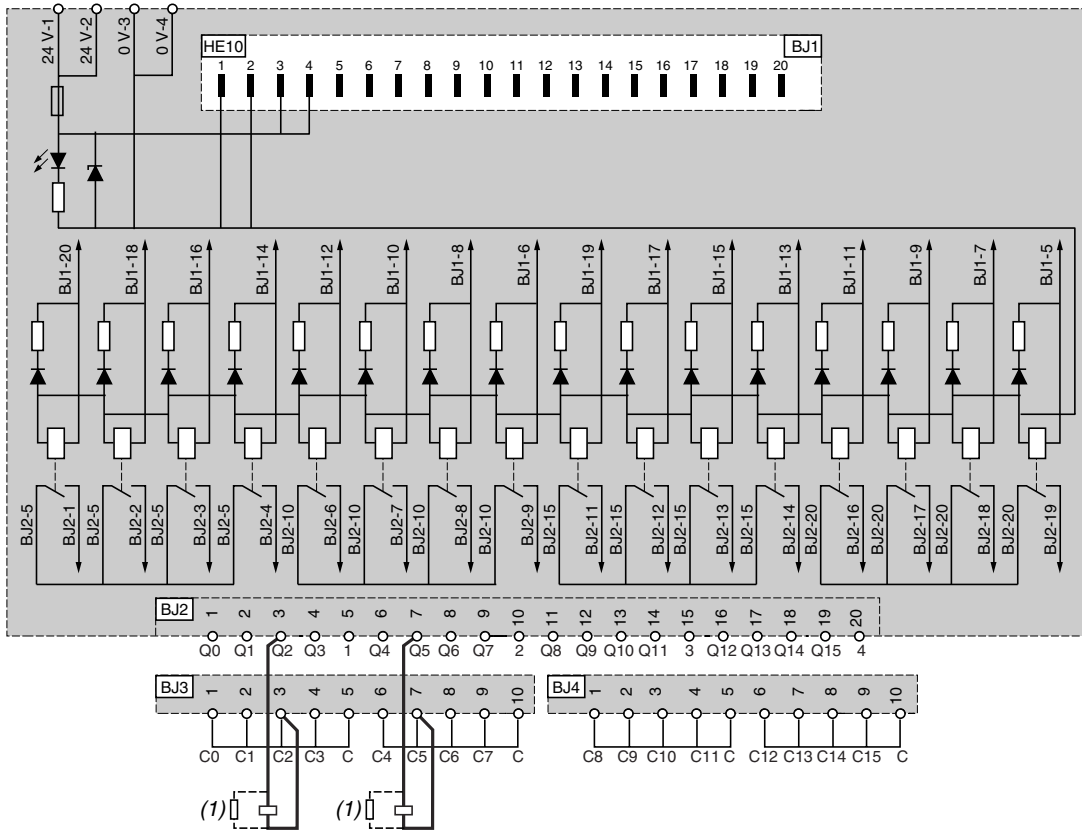 24 V-1 24 V-2 0 V-3 0 V-4
HE10 BJ1
1 2 3 4 5 6 7 8 9 10 11 12 13 14 15 16 17 18 19 20
BJ1-20 BJ1-18 BJ1-16 BJ1-14 BJ1-12 BJ1-10 BJ1-8 BJ1-6 BJ1-19 BJ1-17 BJ1-15 BJ1-13 BJ1-11 BJ1-9 BJ1-7 BJ1-5
BJ2-5 BJ2-1 BJ2-5 BJ2-2 BJ2-5 BJ2-3 BJ2-5 BJ2-4 BJ2-10 BJ2-6 BJ2-10 BJ2-7 BJ2-10 BJ2-8 BJ2-10 BJ2-9 BJ2-15 BJ2-11 BJ2-15 BJ2-12 BJ2-15 BJ2-13 BJ2-15 BJ2-14 BJ2-20 BJ2-16 BJ2-20 BJ2-17 BJ2-20 BJ2-18 BJ2-20 BJ2-19
BJ2 1 2 3 4 5 6 7 8 9 10 11 12 13 14 15 16 17 18 19 20
Q0 Q1 Q2 Q3 1 Q4 Q5 Q6 Q7 2 Q8 Q9 Q10 Q11 3 Q12 Q13 Q14 Q15 4
BJ3 1 2 3 4 5 6 7 8 9 10 BJ4 1 2 3 4 5 6 7 8 9 10
C0 C1 C2 C3 C C4 C5 C6 C7 C C8 C9 C10 C11 C C12 C13 C14 C15 C
(1) (1)